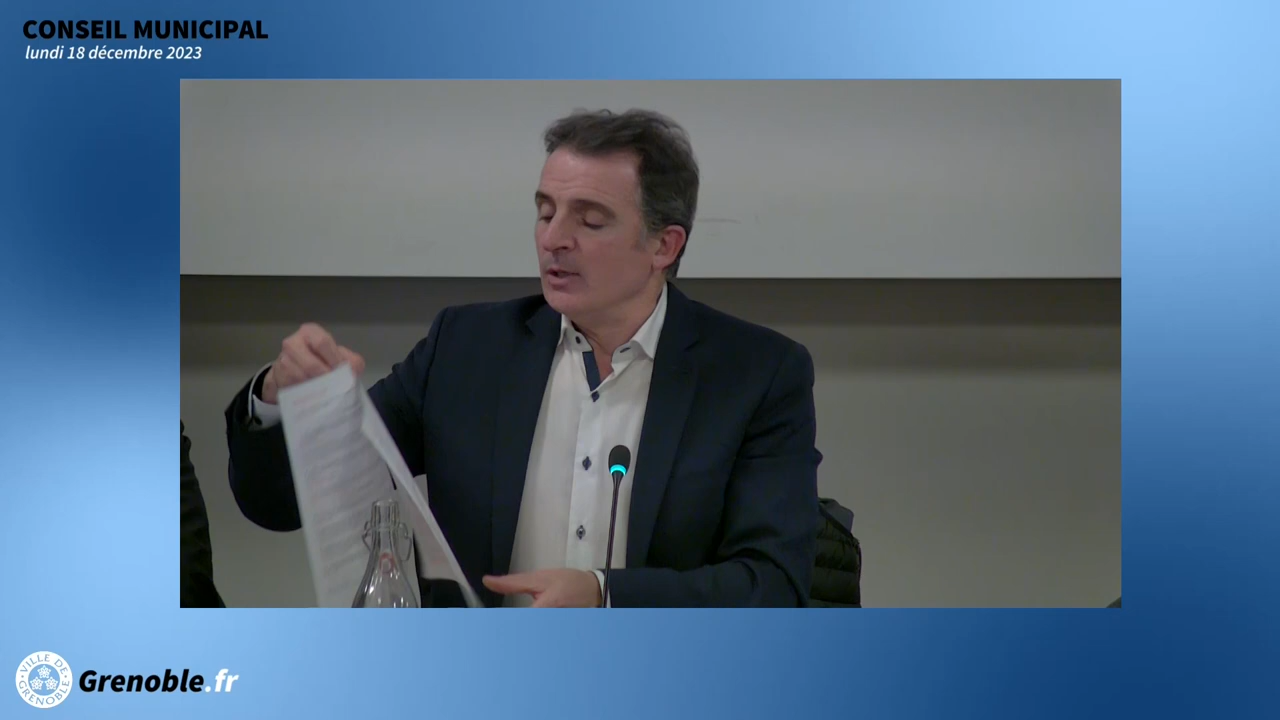 CONSEIL MUNICIPAL
lundi 18 décembre 2023
VILLE DE
GRENOBLE
Grenoble.fr